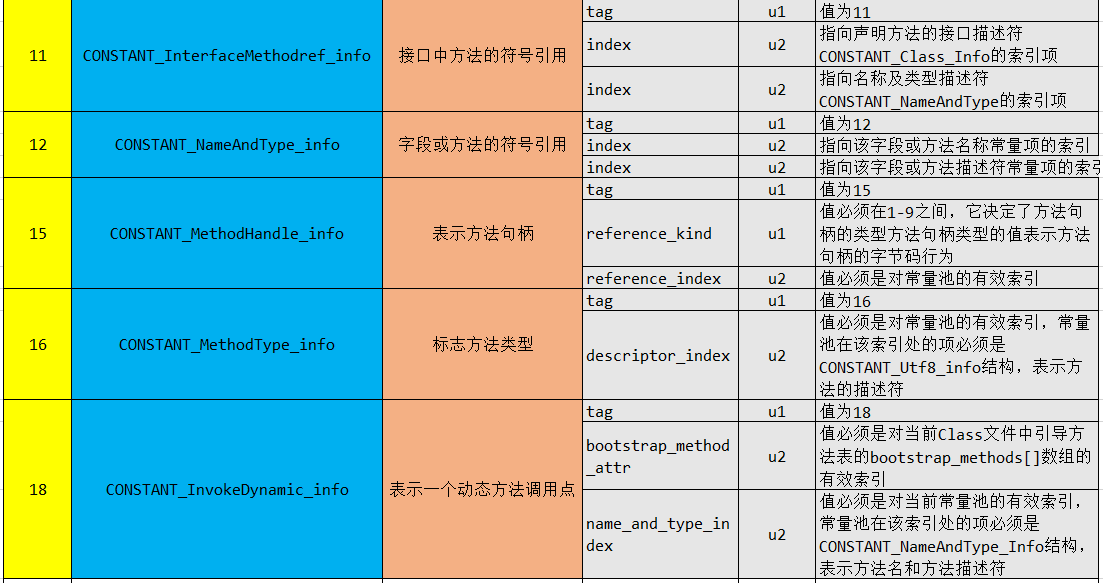 11
CONSTANT_InterfaceMethodref_info
接口中方法的符号引用
tag
u1
值为11
index
u2
指向声明方法的接口描述符
CONSTANT_Class_Info的索引项
index
u2
指向名称及类型描述符
CONSTANT_NameAndType的索引项
12
CONSTANT_NameAndType_info
字段或方法的符号引用
tag
u1
值为12
index
u2
指向该字段或方法名称常量项的索引
index
u2
指向该字段或方法描述符常量项的索引
15
CONSTANT_MethodHandle_info
表示方法句柄
tag
u1
值为15
reference_kind
u1
值必须在1-9之间，它决定了方法句
柄的类型方法句柄类型的值表示方法
句柄的字节码行为
reference_index
u2
值必须是对常量池的有效索引
16
CONSTANT_MethodType_info
标志方法类型
tag
u1
值为16
descriptor_index
u2
值必须是对常量池的有效索引，常量
池在该索引处的项必须是
CONSTANT_Utf8_info结构，表示方
法的描述符
18
CONSTANT_InvokeDynamic_info
表示一个动态方法调用点
tag
u1
值为18
bootstrap_method
_attr
u2
值必须是对当前Class文件中引导方
法表的bootstrap_methods[]数组的
有效索引
name_and_type_in
dex
u2
值必须是对当前常量池的有效索引，
常量池在该索引处的项必须是
CONSTANT_NameAndType_Info结构，
表示方法名和方法描述符